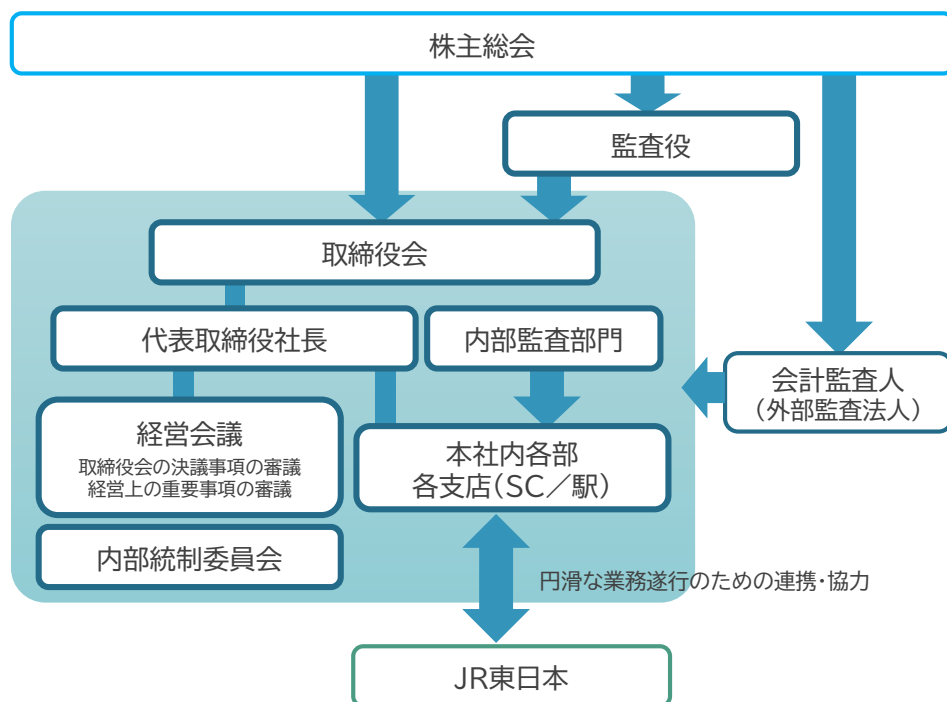 株主総会
監査役
取締役会
代表取締役社長
内部監査部門
会計監査人
（外部監査法人）
経営会議
取締役会の決議事項の審議
経営上の重要事項の審議
本社内各部
各支店（SC／駅）
内部統制委員会
円滑な業務遂行のための連携・協力
JR東日本